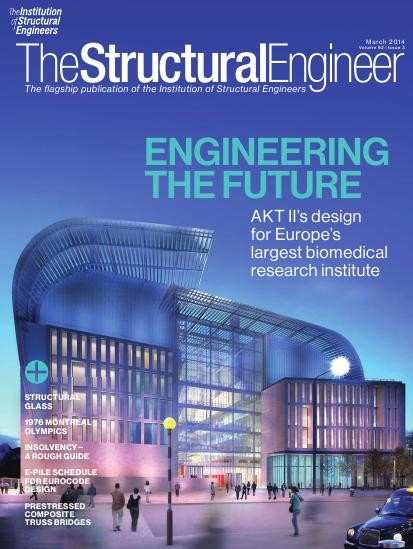 The Institution
of Structural
Engineers
March 2014
Volume 92 | Issue 3
TheStructuralEngineer
The flagship publication of the Institution of Structural Engineers
ENGINEERING
THE FUTURE
AKT II's design
for Europe's
largest biomedical
research institute
STRUCTURAL
GLASS
1976 MONTREAL
OLYMPICS
INSOLVENCY –
A ROUGH GUIDE
E-PILE SCHEDULE
FOR EUROCODE
DESIGN
PRESTRESSED
COMPOSITE
TRUSS BRIDGES